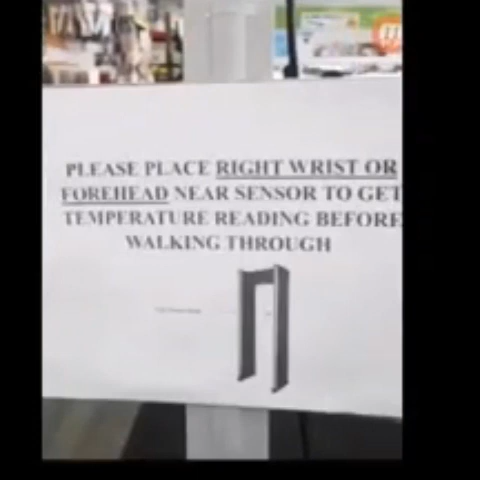 PLEASE PLACE RIGHT WRIST OR
FOREHEAD NEAR SENSOR TO GET
TEMPERATURE READING BEFORE
WALKING THROUGH